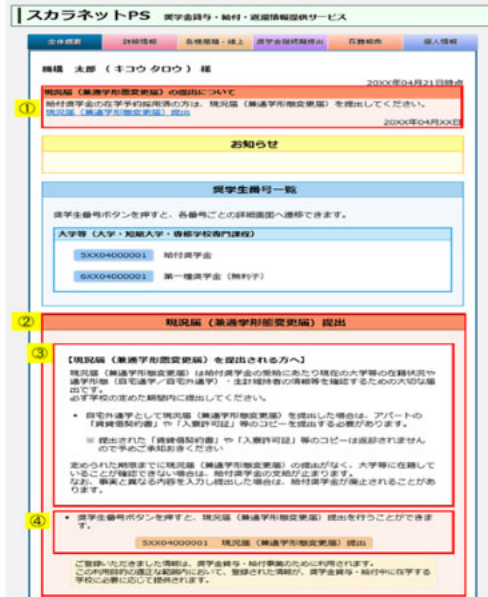 スカラネットPS 奨学金貸与・給付・返還情報提供サービス
全体概要 詳細情報 各種届願・繰上 奨学金継続願提出 在籍報告 個人情報
機構 太郎 （ キコウ タロウ ） 様
20XX年04月21日時点
①
現況届（兼通学形態変更届）の提出について
給付奨学金の在学予約採用済の方は、現況届（兼通学形態変更届）を提出してください。
現況届（兼通学形態変更届）提出
20XX年04月XX日
お知らせ
奨学生番号一覧
奨学生番号ボタンを押すと、各番号ごとの詳細画面へ遷移できます。
大学等（大学・短期大学・専修学校専門課程）
5XX04000001 給付奨学金
6XX04000001 第一種奨学金（無利子）
②
現況届（兼通学形態変更届）提出
③
【現況届（兼通学形態変更届）を提出される方へ】
現況届（兼通学形態変更届）は給付奨学金の受給にあたり現在の大学等の在籍状況や
通学形態（自宅通学／自宅外通学）・生計維持者の情報等を確認するための大切な届
出です。
必ず学校の定めた期間内に提出してください。
• 自宅外通学として現況届（兼通学形態変更届）を提出した場合は、アパートの
「賃貸借契約書」や「入寮許可証」等のコピーを提出する必要があります。
※ 提出された「賃貸借契約書」や「入寮許可証」等のコピーは返却されません
ので予めご承知おきください
定められた期限までに現況届（兼通学形態変更届）の提出がなく、大学等に在籍して
いることが確認できない場合は、給付奨学金の支給が止まります。
なお、事実と異なる内容を入力し提出した場合は、給付奨学金が廃止されることがあ
ります。
④
• 奨学生番号ボタンを押すと、現況届（兼通学形態変更届）提出を行うことができま
す。
5XX04000001 現況届（兼通学形態変更届）提出
ご登録いただきました情報は、奨学金貸与・給付事業のために利用されます。
この利用目的の適正な範囲内において、登録された情報が、奨学金貸与・給付中に在学する
学校に必要に応じて提供されます。